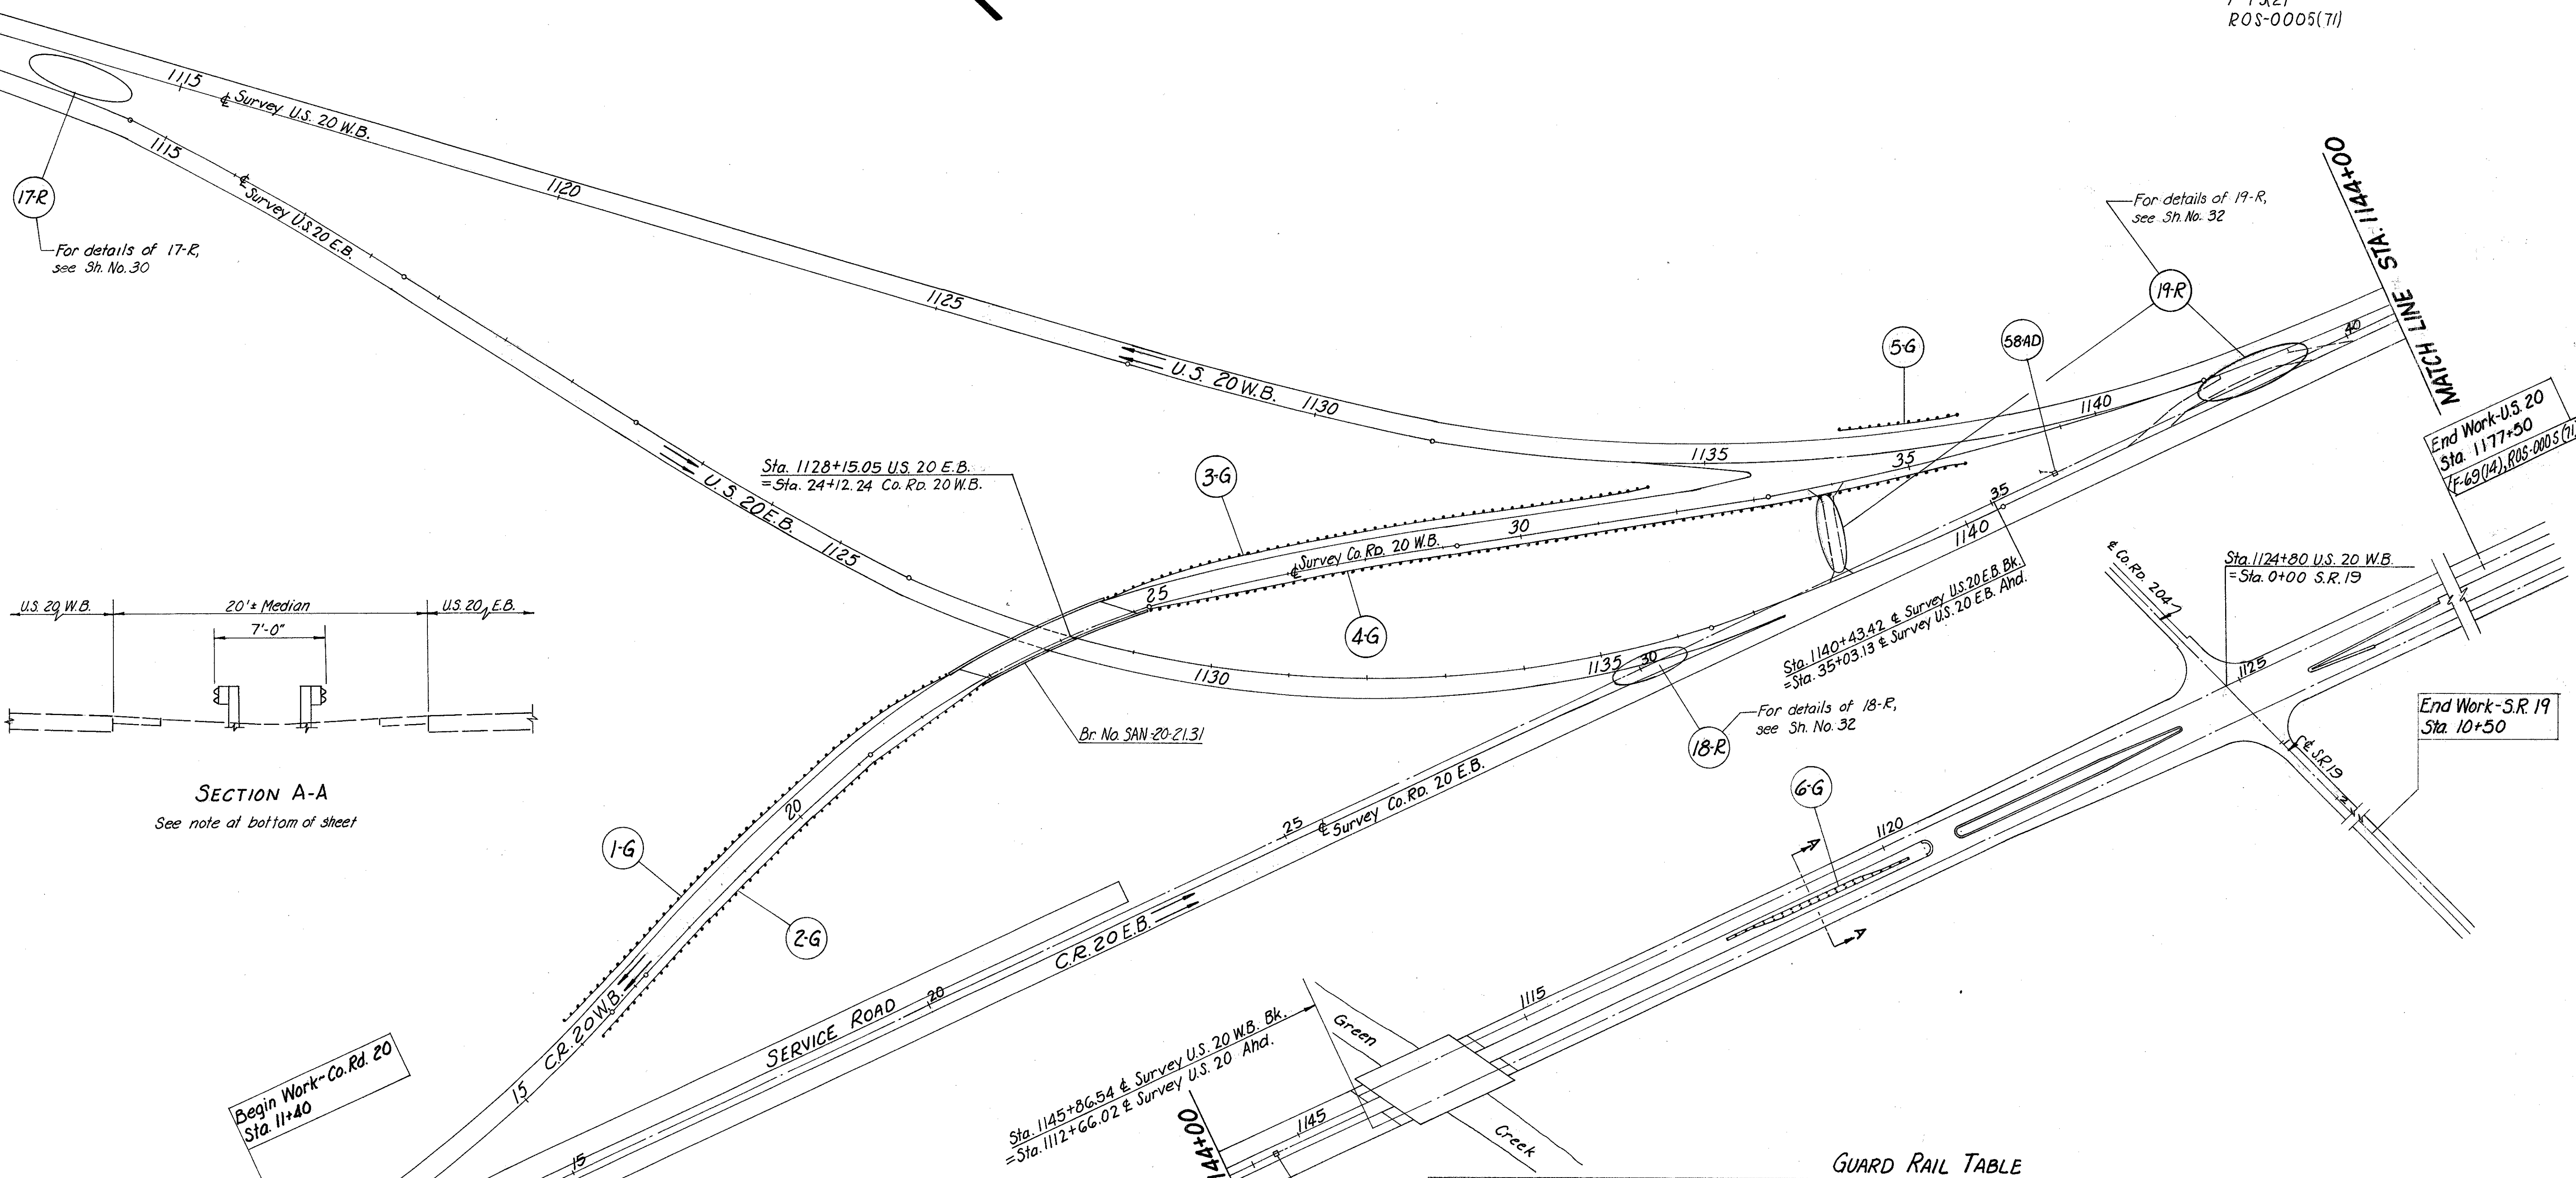 ROS-0005(71)
1115
℄ Survey U.S. 20 W.B.
1115
℄ Survey U.S. 20 E.B.
17-R
For details of 17-R,
see Sh. No. 30
1120
1125
U.S. 20 W.B.
1130
1135
1140
40
For details of 19-R,
see Sh. No. 32
19-R
58-AD
5-G
MATCH LINE STA. 1144+00
End Work-U.S. 20
Sta. 1177+50
F-69(14), ROS-000S(71)
Sta. 1128+15.05 U.S. 20 E.B.
=Sta. 24+12.24 Co. Rd. 20 W.B.
3-G
U.S. 20 E.B.
1125
25
℄ Survey Co. Rd. 20 W.B.
30
35
35
1140
4-G
1130
1135
30
Sta. 1140+43.42 ℄ Survey U.S. 20 E.B. Bk.
=Sta. 35+03.13 ℄ Survey U.S. 20 E.B. Ahd.
18-R
For details of 18-R,
see Sh. No. 32
Br. No. SAN-20-21.31
U.S. 20 W.B.
20'± Median
U.S. 20 E.B.
7'-0"
SECTION A-A
See note at bottom of sheet
℄ Co. Rd. 204
Sta. 1124+80 U.S. 20 W.B.
=Sta. 0+00 S.R. 19
1125
End Work-S.R. 19
Sta. 10+50
℄ S.R. 19
2
1-G
20
2-G
25
℄ Survey Co. Rd. 20 E.B.
C.R. 20 E.B.
6-G
A
A
1120
1115
C.R. 20 W.B.
15
SERVICE ROAD
20
15
Begin Work-Co. Rd. 20
Sta. 11+40
Sta. 1145+86.54 ℄ Survey U.S. 20 W.B. Bk.
=Sta. 1112+66.02 ℄ Survey U.S. 20 Ahd.
Green
Creek
1145
144+00
GUARD RAIL TABLE